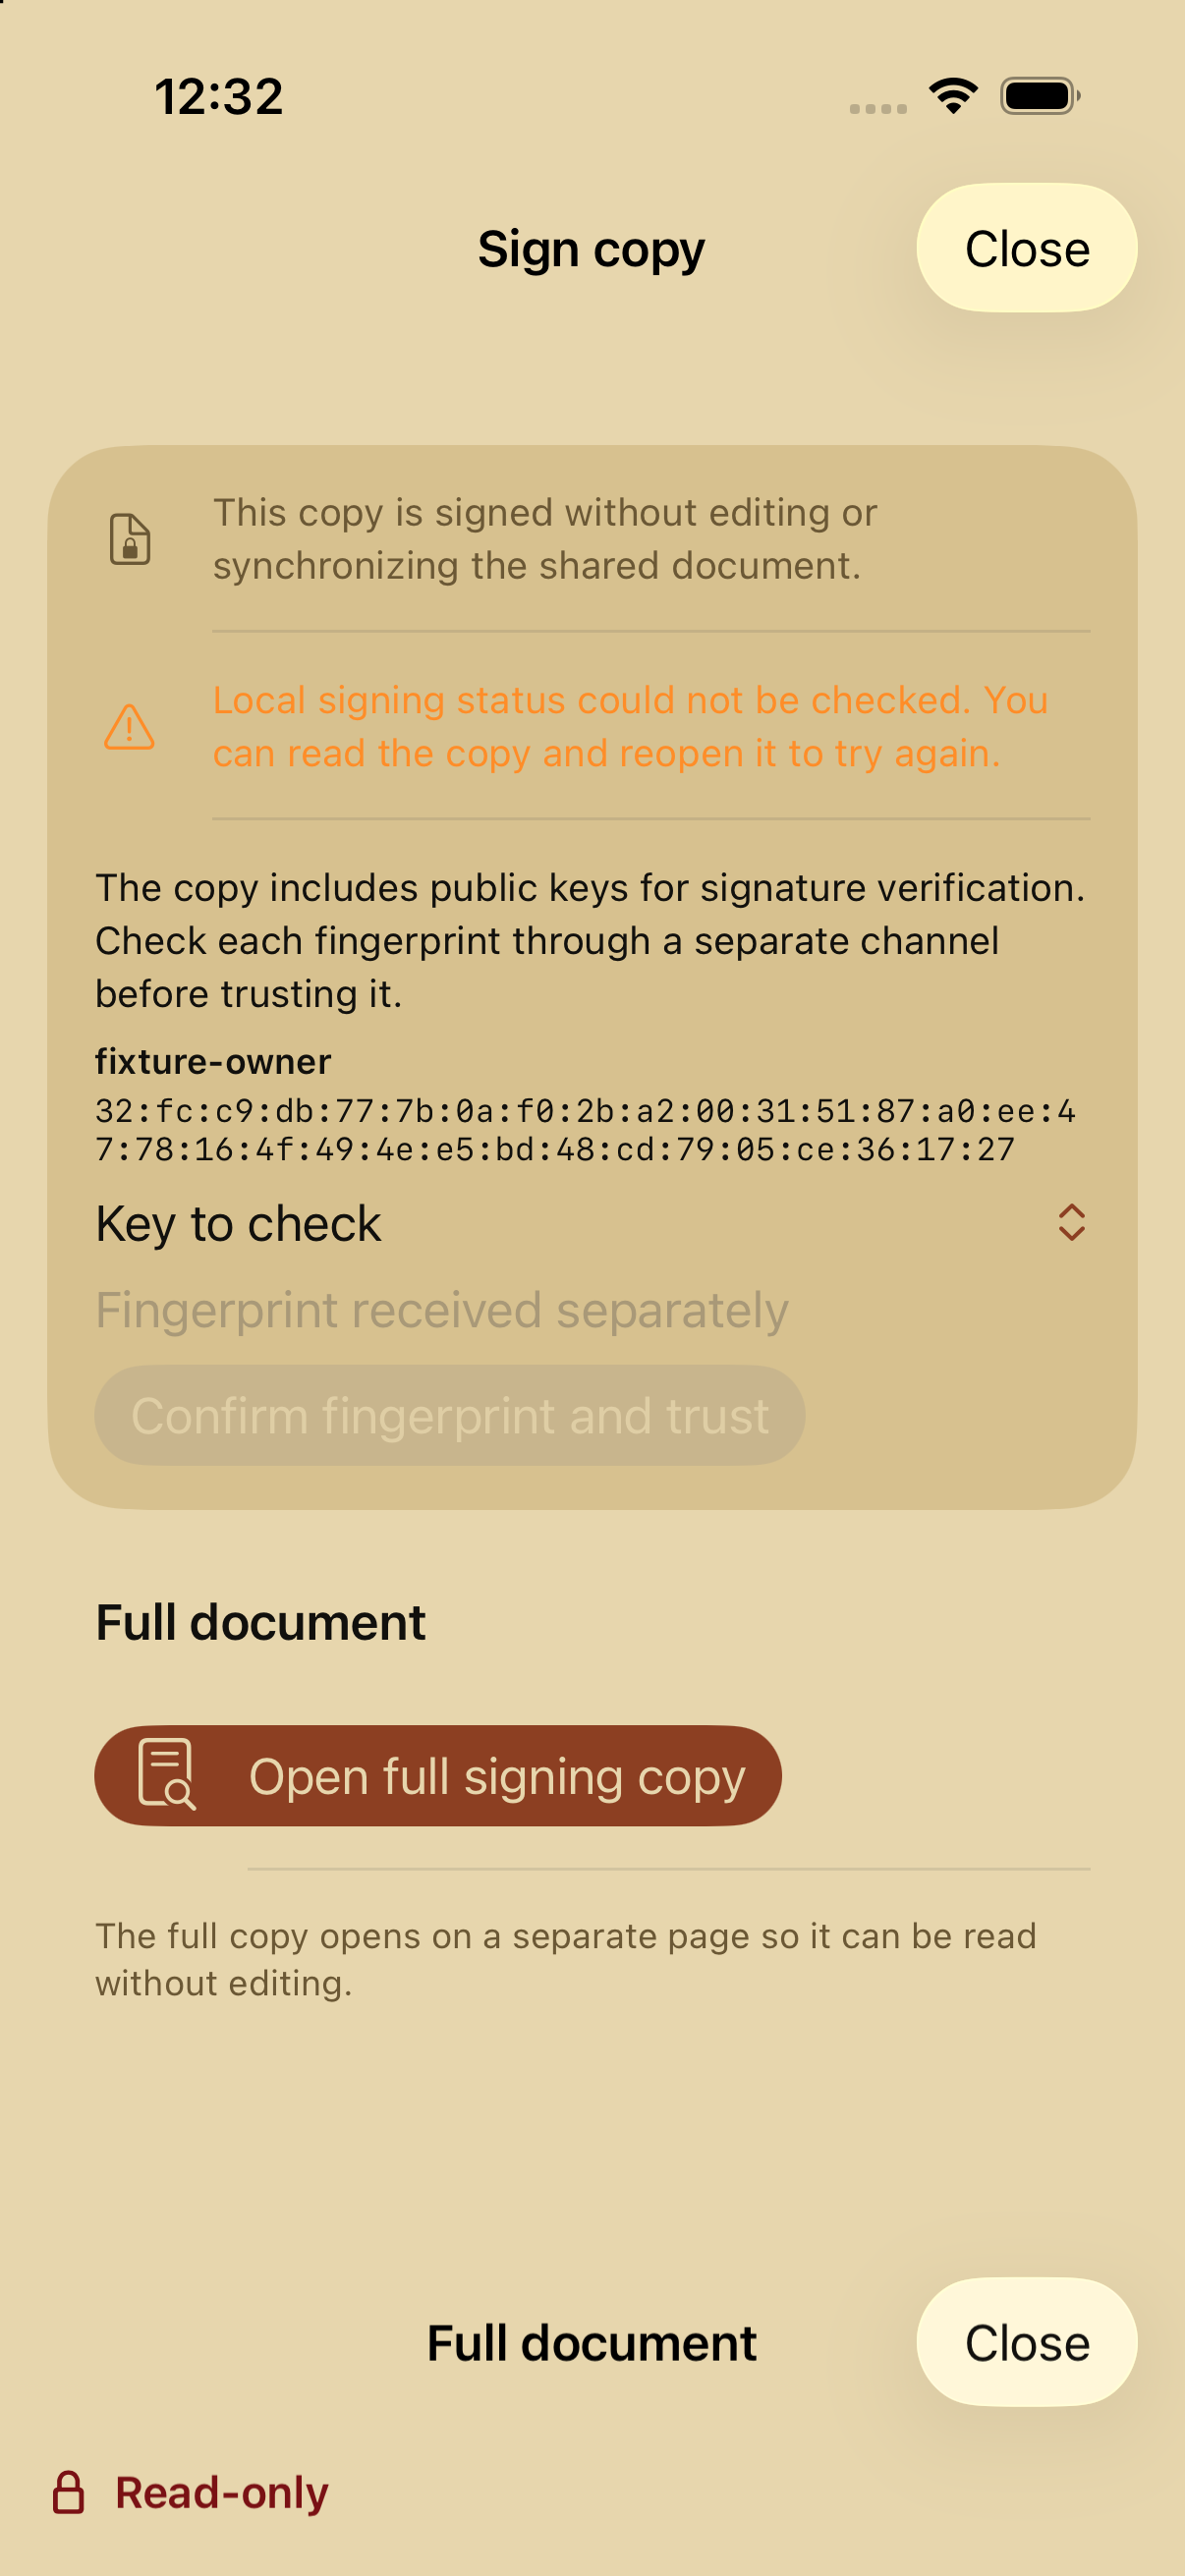 12:32
Sign copy
Close
This copy is signed without editing or
synchronizing the shared document.
Local signing status could not be checked. You
can read the copy and reopen it to try again.
The copy includes public keys for signature verification.
Check each fingerprint through a separate channel
before trusting it.
fixture-owner
32:fc:c9:db:77:7b:0a:f0:2b:a2:00:31:51:87:a0:ee:4
7:78:16:4f:49:4e:e5:bd:48:cd:79:05:ce:36:17:27
Key to check
Fingerprint received separately
Confirm fingerprint and trust
Full document
Open full signing copy
The full copy opens on a separate page so it can be read
without editing.
Full document
Close
Read-only